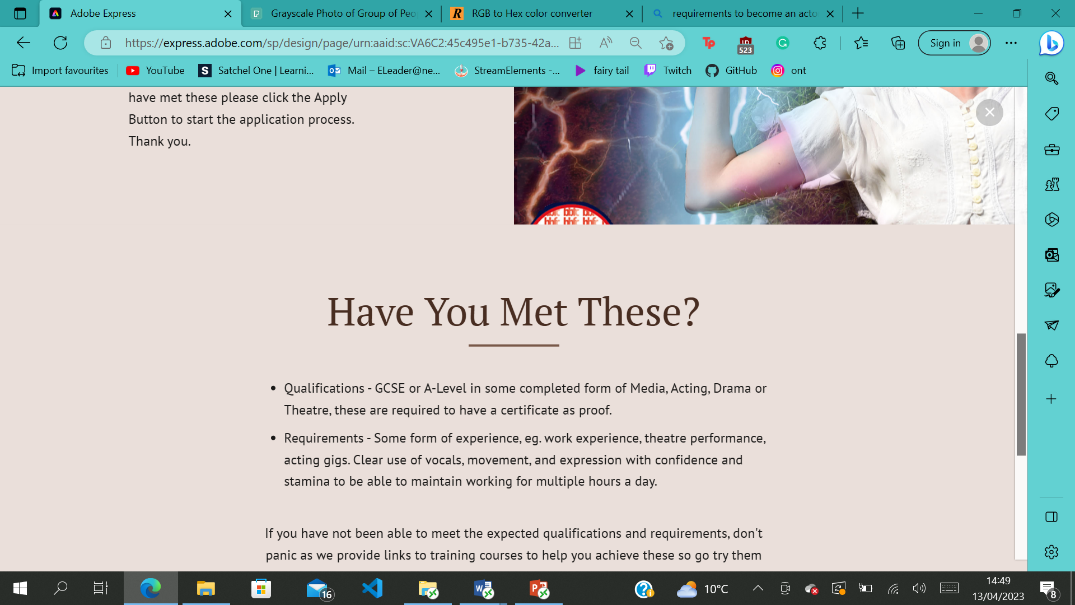 Adobe Express
Grayscale Photo of Group of Peo
RGB to Hex color converter
requirements to become an acto
https://express.adobe.com/sp/design/page/urn:aaid:sc:VA6C2:45c495e1-b735-42a...
523
Sign in
Import favourites
YouTube
Satchel One | Learni...
Mail – ELeader@ne...
StreamElements -...
fairy tail
Twitch
GitHub
ont
have met these please click the Apply
Button to start the application process.
Thank you.
Have You Met These?
• Qualifications - GCSE or A-Level in some completed form of Media, Acting, Drama or
Theatre, these are required to have a certificate as proof.
• Requirements - Some form of experience, eg. work experience, theatre performance,
acting gigs. Clear use of vocals, movement, and expression with confidence and
stamina to be able to maintain working for multiple hours a day.
If you have not been able to meet the expected qualifications and requirements, don't
panic as we provide links to training courses to help you achieve these so go try them
16
10°C
14:49
13/04/2023
8